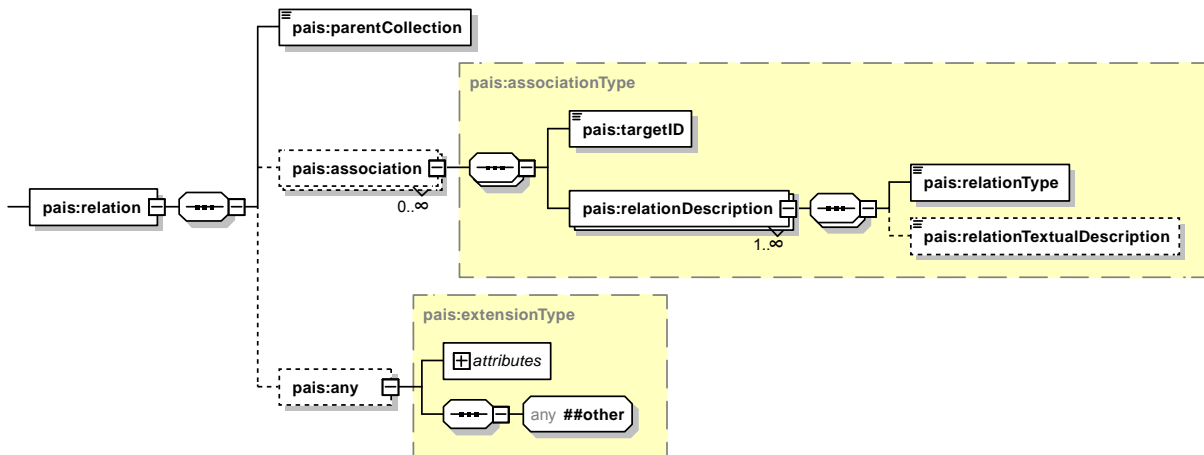 pais:parentCollection
pais:associationType
pais:targetID
pais:association
0..∞
pais:relationType
pais:relation
pais:relationDescription
1..∞
pais:relationTextualDescription
pais:extensionType
attributes
pais:any
any ##other